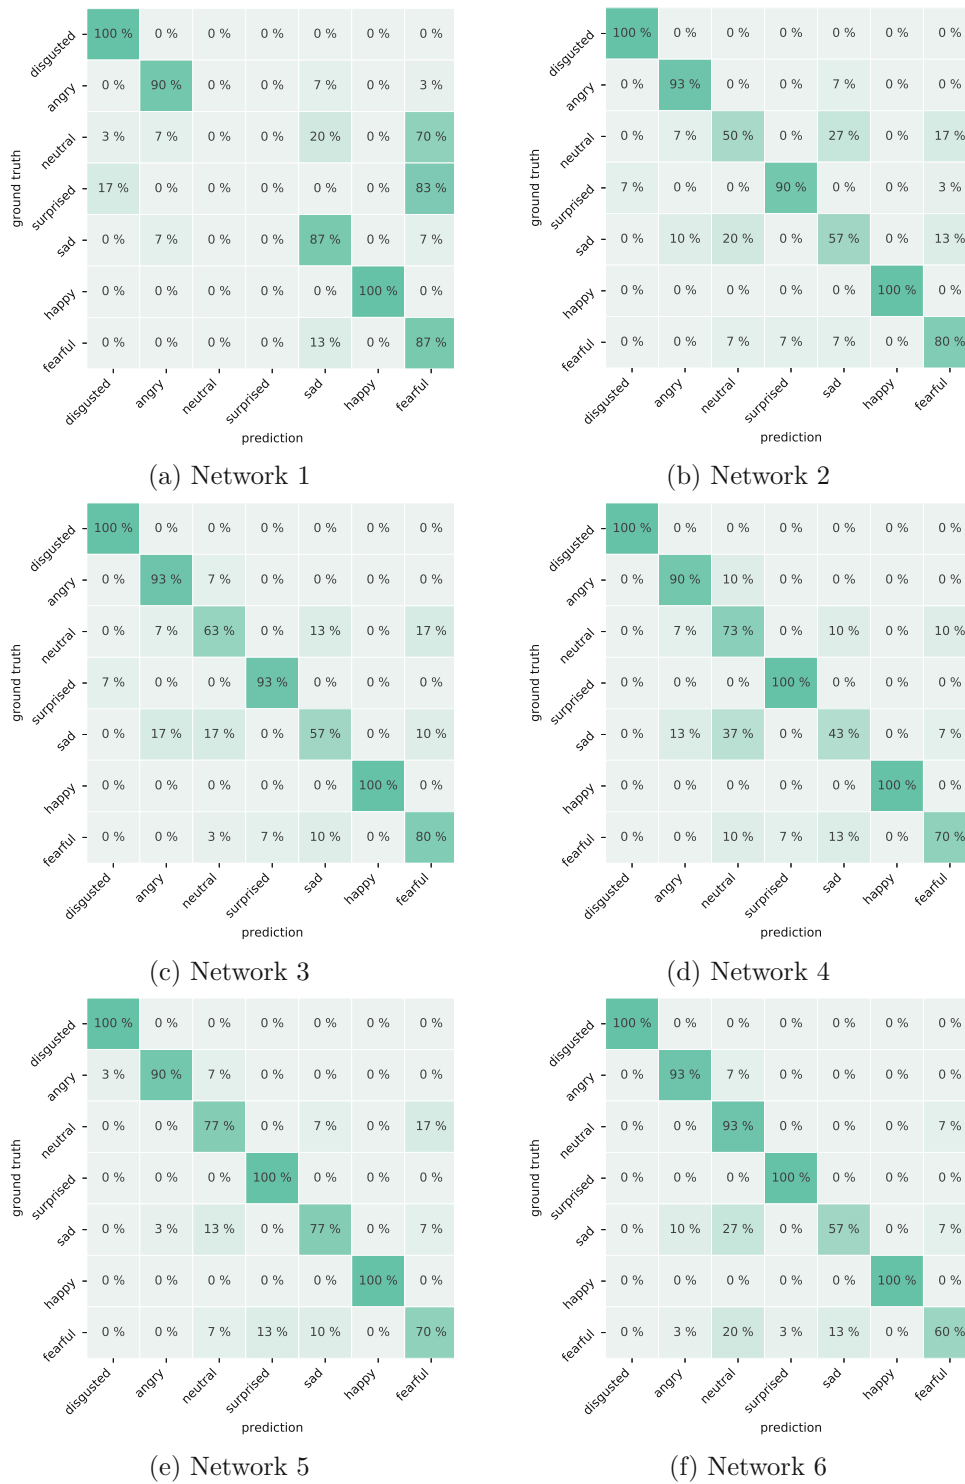 disgusted 100 % 0 % 0 % 0 % 0 % 0 % 0 %
angry 0 % 90 % 0 % 0 % 7 % 0 % 3 %
neutral 3 % 7 % 0 % 0 % 20 % 0 % 70 %
surprised 17 % 0 % 0 % 0 % 0 % 0 % 83 %
sad 0 % 7 % 0 % 0 % 87 % 0 % 7 %
happy 0 % 0 % 0 % 0 % 0 % 100 % 0 %
fearful 0 % 0 % 0 % 0 % 13 % 0 % 87 %
ground truth
disgusted angry neutral surprised sad happy fearful
prediction
(a) Network 1
disgusted 100 % 0 % 0 % 0 % 0 % 0 % 0 %
angry 0 % 93 % 0 % 0 % 7 % 0 % 0 %
neutral 0 % 7 % 50 % 0 % 27 % 0 % 17 %
surprised 7 % 0 % 0 % 90 % 0 % 0 % 3 %
sad 0 % 10 % 20 % 0 % 57 % 0 % 13 %
happy 0 % 0 % 0 % 0 % 0 % 100 % 0 %
fearful 0 % 0 % 7 % 7 % 7 % 0 % 80 %
ground truth
disgusted angry neutral surprised sad happy fearful
prediction
(b) Network 2
disgusted 100 % 0 % 0 % 0 % 0 % 0 % 0 %
angry 0 % 93 % 7 % 0 % 0 % 0 % 0 %
neutral 0 % 7 % 63 % 0 % 13 % 0 % 17 %
surprised 7 % 0 % 0 % 93 % 0 % 0 % 0 %
sad 0 % 17 % 17 % 0 % 57 % 0 % 10 %
happy 0 % 0 % 0 % 0 % 0 % 100 % 0 %
fearful 0 % 0 % 3 % 7 % 10 % 0 % 80 %
ground truth
disgusted angry neutral surprised sad happy fearful
prediction
(c) Network 3
disgusted 100 % 0 % 0 % 0 % 0 % 0 % 0 %
angry 0 % 90 % 10 % 0 % 0 % 0 % 0 %
neutral 0 % 7 % 73 % 0 % 10 % 0 % 10 %
surprised 0 % 0 % 0 % 100 % 0 % 0 % 0 %
sad 0 % 13 % 37 % 0 % 43 % 0 % 7 %
happy 0 % 0 % 0 % 0 % 0 % 100 % 0 %
fearful 0 % 0 % 10 % 7 % 13 % 0 % 70 %
ground truth
disgusted angry neutral surprised sad happy fearful
prediction
(d) Network 4
disgusted 100 % 0 % 0 % 0 % 0 % 0 % 0 %
angry 3 % 90 % 7 % 0 % 0 % 0 % 0 %
neutral 0 % 0 % 77 % 0 % 7 % 0 % 17 %
surprised 0 % 0 % 0 % 100 % 0 % 0 % 0 %
sad 0 % 3 % 13 % 0 % 77 % 0 % 7 %
happy 0 % 0 % 0 % 0 % 0 % 100 % 0 %
fearful 0 % 0 % 7 % 13 % 10 % 0 % 70 %
ground truth
disgusted angry neutral surprised sad happy fearful
prediction
(e) Network 5
disgusted 100 % 0 % 0 % 0 % 0 % 0 % 0 %
angry 0 % 93 % 7 % 0 % 0 % 0 % 0 %
neutral 0 % 0 % 93 % 0 % 0 % 0 % 7 %
surprised 0 % 0 % 0 % 100 % 0 % 0 % 0 %
sad 0 % 10 % 27 % 0 % 57 % 0 % 7 %
happy 0 % 0 % 0 % 0 % 0 % 100 % 0 %
fearful 0 % 3 % 20 % 3 % 13 % 0 % 60 %
ground truth
disgusted angry neutral surprised sad happy fearful
prediction
(f) Network 6